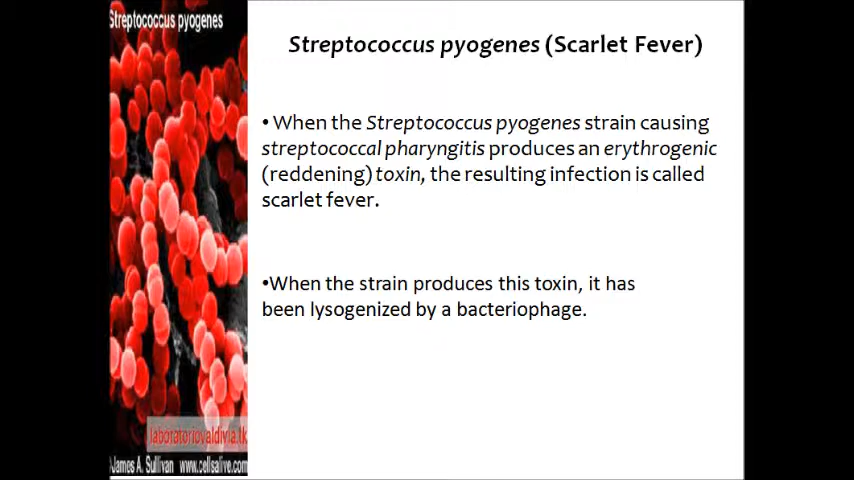 Streptococcus pyogenes
Streptococcus pyogenes (Scarlet Fever)
• When the Streptococcus pyogenes strain causing
streptococcal pharyngitis produces an erythrogenic
(reddening) toxin, the resulting infection is called
scarlet fever.
•When the strain produces this toxin, it has
been lysogenized by a bacteriophage.
laboratoriovaldivia.tk
©James A. Sullivan www.cellsalive.com